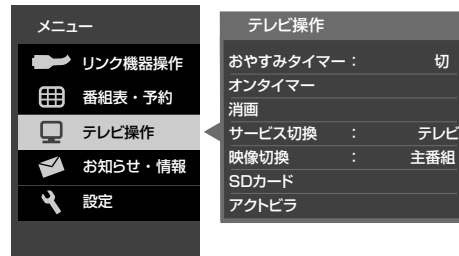 メニュー
リンク機器操作
番組表・予約
テレビ操作
お知らせ・情報
設定
テレビ操作
おやすみタイマー： 切
オンタイマー
消画
サービス切換 ： テレビ
映像切換 ： 主番組
SDカード
アクトビラ